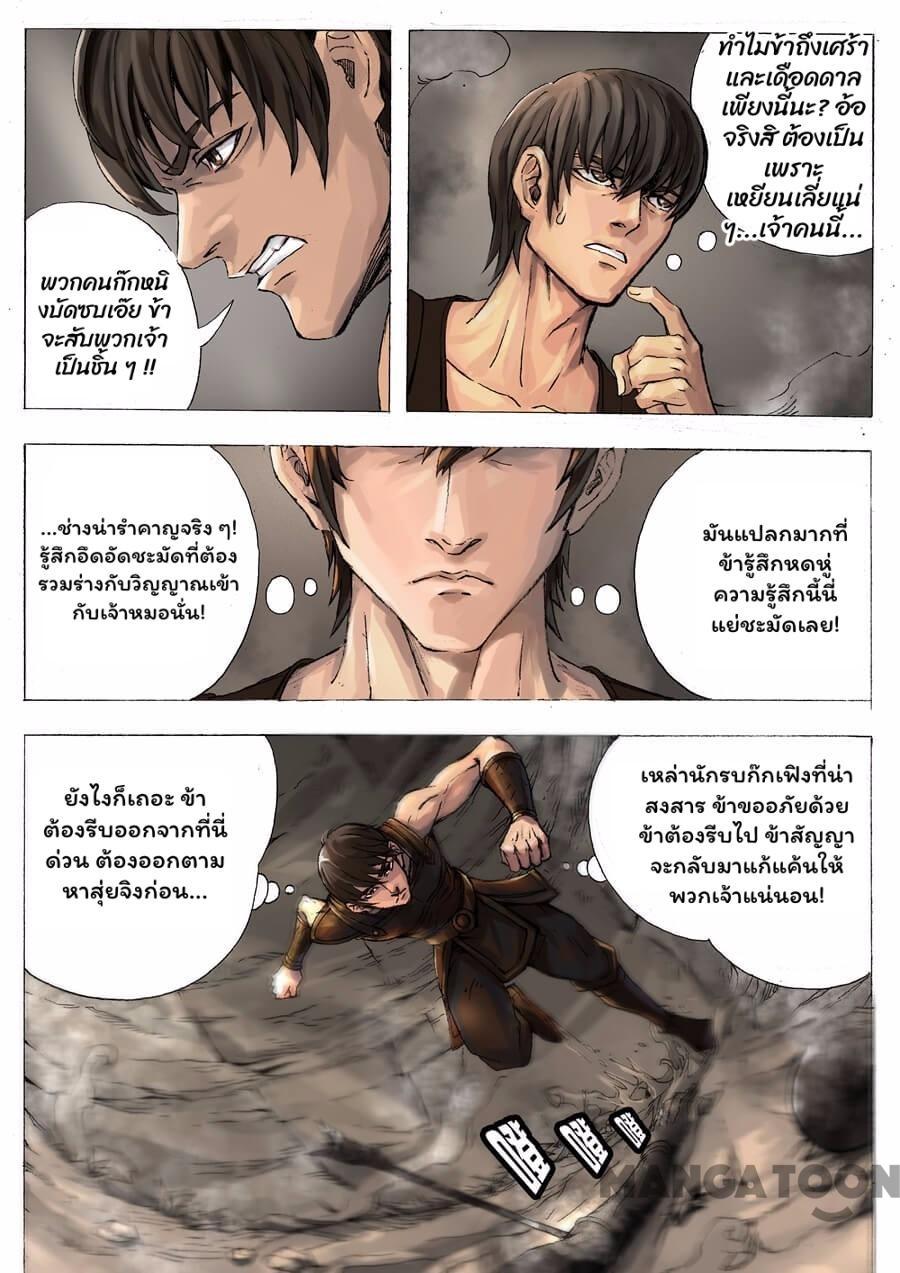 พวกคนก๊กหนิ
งบัดซบเอ๊ย ข้า
จะสับพวกเจ้า
เป็นชิ้น ๆ !!
ทำไมข้าถึงเศร้า
และเดือดดาล
เพียงนี้นะ? อ้อ
จริงสิ ต้องเป็น
เพราะ
เหยียนเลี่ยแน่
ๆ...เจ้าคนนี้...
...ช่างน่ารำคาญจริง ๆ!
รู้สึกอึดอัดชะมัดที่ต้อง
รวมร่างกับวิญญาณเข้า
กับเจ้าหมอนั่น!
มันแปลกมากที่
ข้ารู้สึกหดหู่
ความรู้สึกนี้นี่
แย่ชะมัดเลย!
ยังไงก็เถอะ ข้า
ต้องรีบออกจากที่นี่
ด่วน ต้องออกตาม
หาสุ่ยจิงก่อน...
เหล่านักรบก๊กเฟิงที่น่า
สงสาร ข้าขออภัยด้วย
ข้าต้องรีบไป ข้าสัญญา
จะกลับมาแก้แค้นให้
พวกเจ้าแน่นอน!
噔 噔 噔
MANGATOON